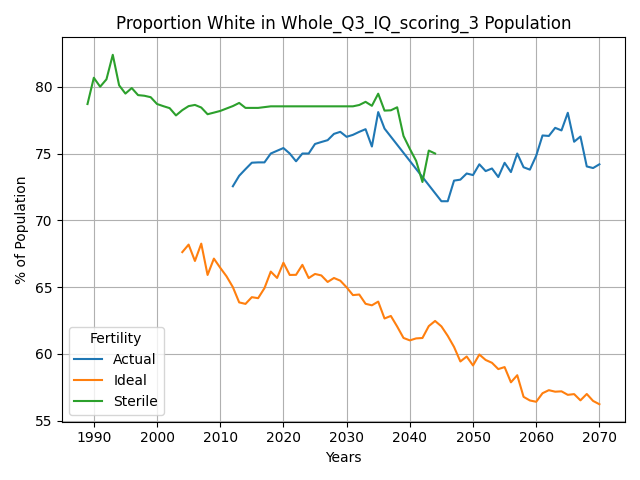 Proportion White in Whole_Q3_IQ_scoring_3 Population
% of Population
80
75
70
65
60
55
Fertility
Actual
Ideal
Sterile
1990 2000 2010 2020 2030 2040 2050 2060 2070
Years